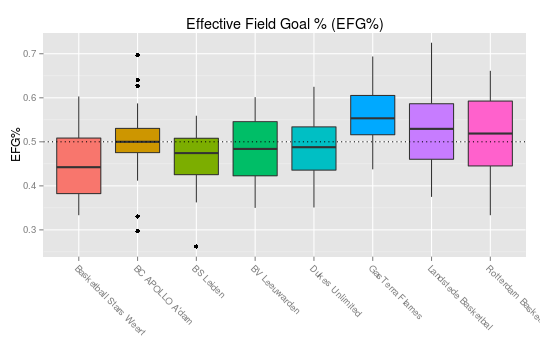 Effective Field Goal % (EFG%)
EFG%
0.7
0.6
0.5
0.4
0.3
Basketball Stars Weert
BC APOLLO A'dam
BS Leiden
BV Leeuwarden
Dukes Unlimited
GasTerra Flames
Landstede Basketbal
Rotterdam Baske